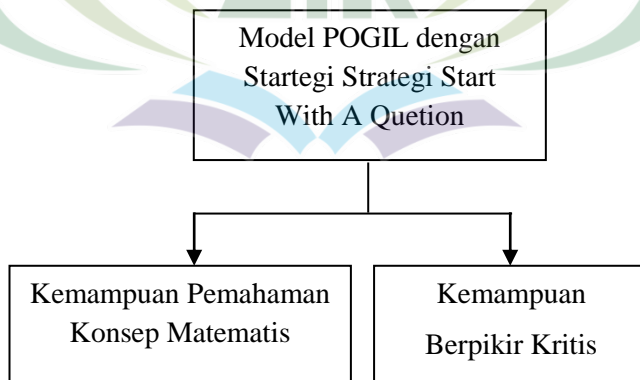 Model POGIL dengan
Startegi Strategi Start
With A Quetion
Kemampuan Pemahaman
Konsep Matematis
Kemampuan
Berpikir Kritis